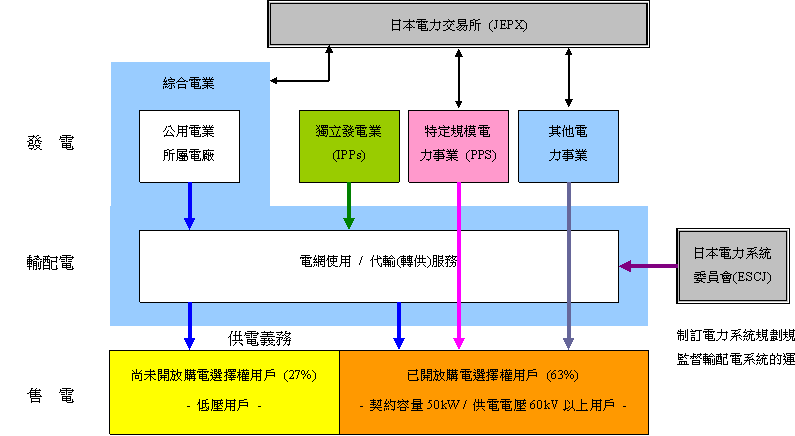 日本電力交易所 (JEPX)
綜合電業
發 電
公用電業
所屬電廠
獨立發電業
(IPPs)
特定規模電
力事業 (PPS)
其他電
力事業
輸配電
電網使用 / 代輸(轉供)服務
日本電力系統
委員會(ESCJ)
制訂電力系統規劃規
監督輸配電系統的運
供電義務
售 電
尚未開放購電選擇權用戶 (27%)
- 低壓用戶 -
已開放購電選擇權用戶 (63%)
- 契約容量 50kW / 供電電壓 60kV 以上用戶 -